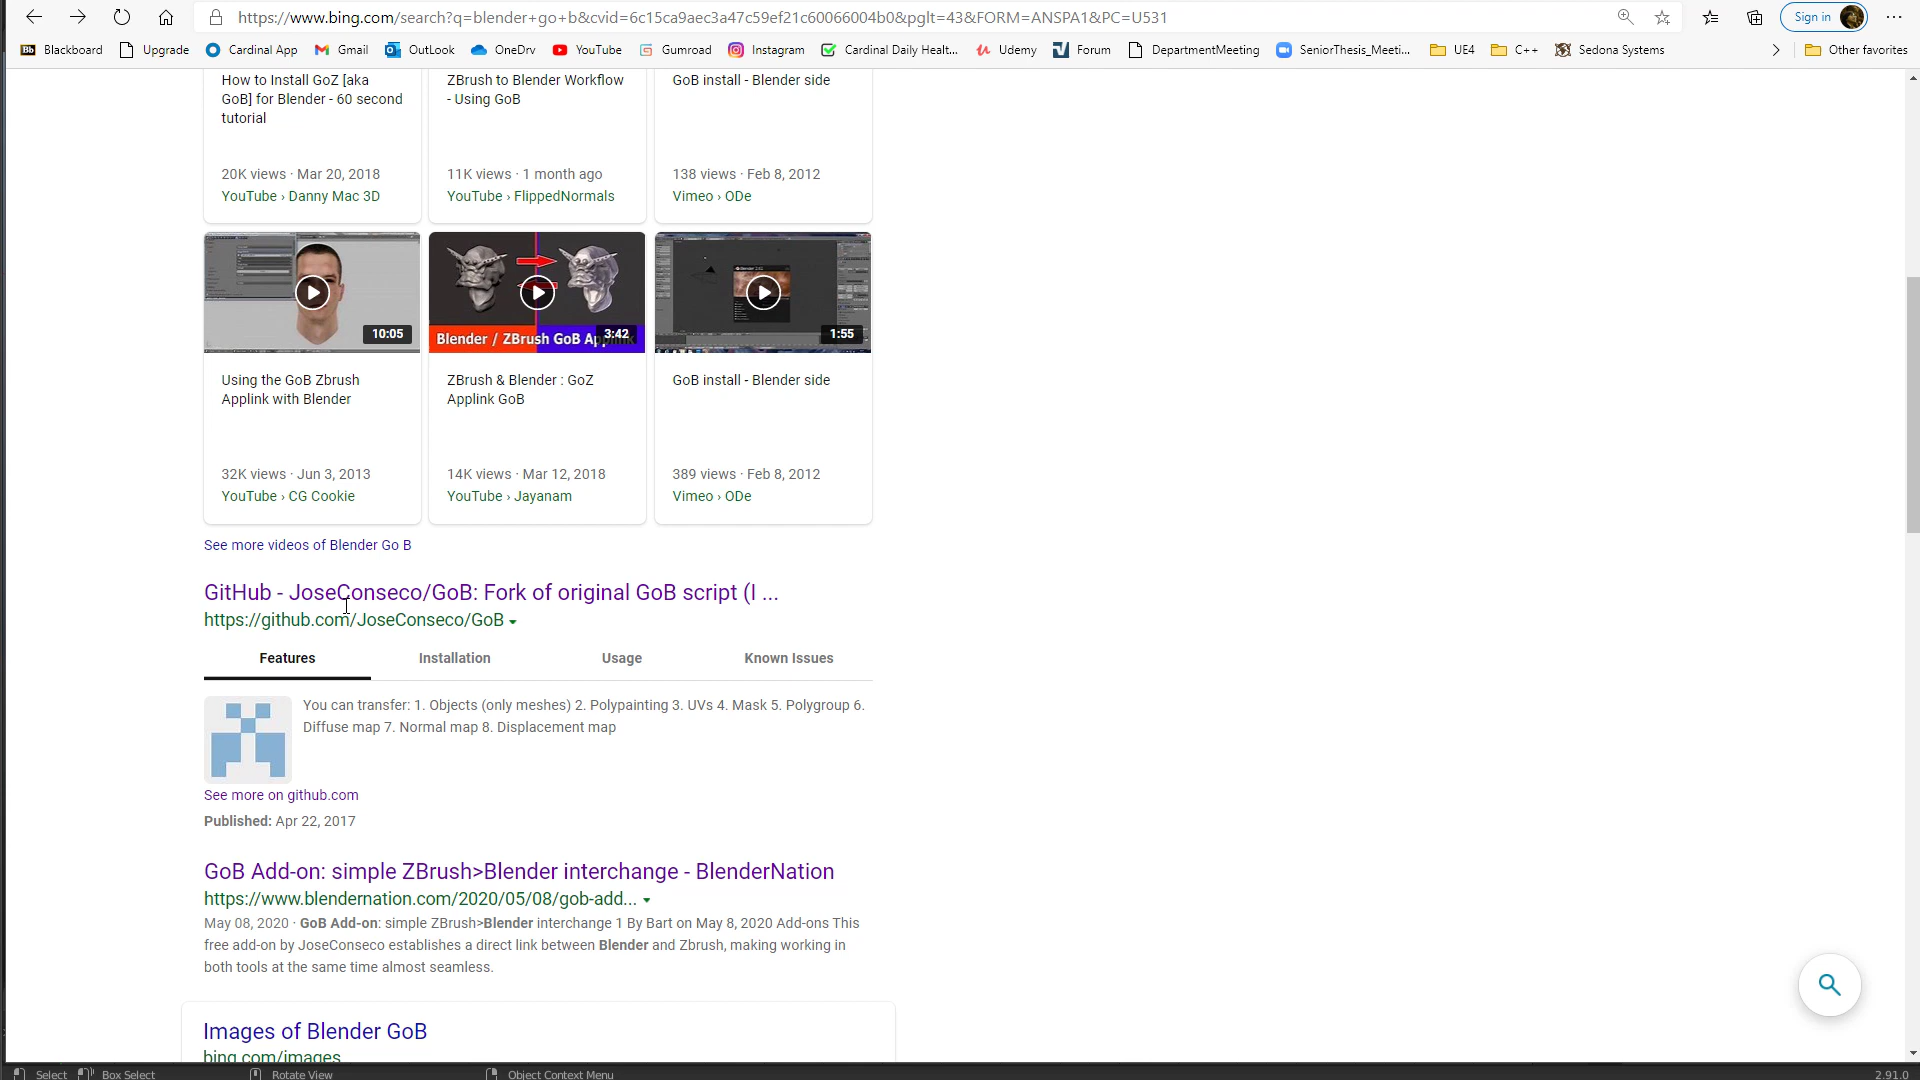 https://www.bing.com/search?q=blender+go+b&cvid=6c15ca9aec3a47c59ef21c60066004b0&pglt=43&FORM=ANSPA1&PC=U531 Sign in
Blackboard Upgrade Cardinal App Gmail OutLook OneDrv YouTube Gumroad Instagram Cardinal Daily Healt... Udemy Forum DepartmentMeeting SeniorThesis_Meeti... UE4 C++ Sedona Systems Other favorites
How to Install GoZ [aka
GoB] for Blender - 60 second
tutorial
20K views · Mar 20, 2018
YouTube › Danny Mac 3D
ZBrush to Blender Workflow
- Using GoB
11K views · 1 month ago
YouTube › FlippedNormals
GoB install - Blender side
138 views · Feb 8, 2012
Vimeo › ODe
10:05
Using the GoB Zbrush
Applink with Blender
32K views · Jun 3, 2013
YouTube › CG Cookie
3:42
Blender / ZBrush GoB
ZBrush & Blender : GoZ
Applink GoB
14K views · Mar 12, 2018
YouTube › Jayanam
1:55
GoB install - Blender side
389 views · Feb 8, 2012
Vimeo › ODe
See more videos of Blender Go B
GitHub - JoseConseco/GoB: Fork of original GoB script (I ...
https://github.com/JoseConseco/GoB
Features Installation Usage Known Issues
You can transfer: 1. Objects (only meshes) 2. Polypainting 3. UVs 4. Mask 5. Polygroup 6.
Diffuse map 7. Normal map 8. Displacement map
See more on github.com
Published: Apr 22, 2017
GoB Add-on: simple ZBrush>Blender interchange - BlenderNation
https://www.blendernation.com/2020/05/08/gob-add...
May 08, 2020 · GoB Add-on: simple ZBrush>Blender interchange 1 By Bart on May 8, 2020 Add-ons This
free add-on by JoseConseco establishes a direct link between Blender and Zbrush, making working in
both tools at the same time almost seamless.
Images of Blender GoB
bing.com/images
Select Box Select Rotate View Object Context Menu 2.91.0